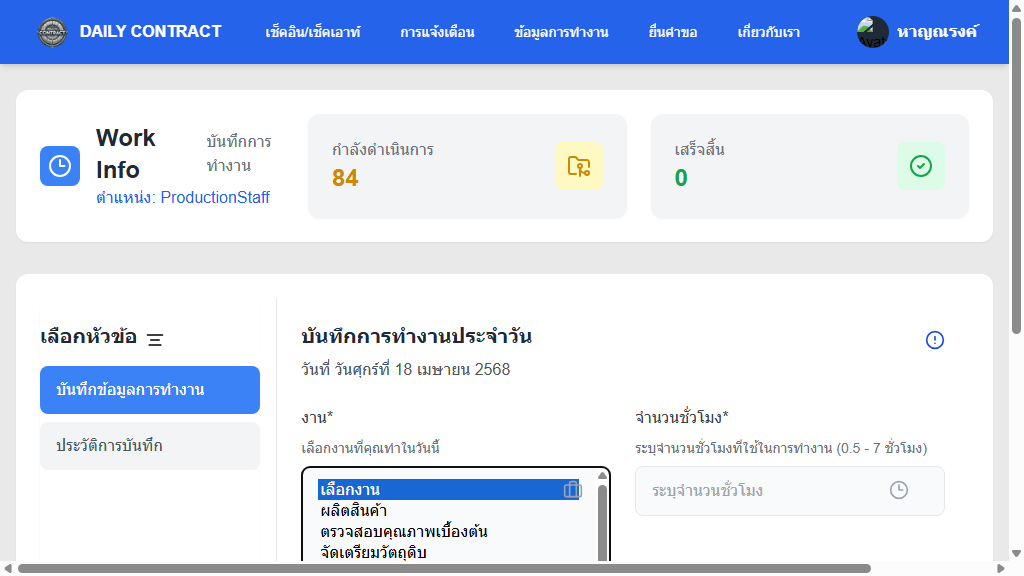 DAILY CONTRACT
เช็คอิน/เช็คเอาท์
การแจ้งเตือน
ข้อมูลการทำงาน
ยื่นคำขอ
เกี่ยวกับเรา
หาญณรงค์
Work Info
บันทึกการทำงาน
ตำแหน่ง: ProductionStaff
กำลังดำเนินการ
84
เสร็จสิ้น
0
เลือกหัวข้อ
บันทึกข้อมูลการทำงาน
ประวัติการบันทึก
บันทึกการทำงานประจำวัน
วันที่ วันศุกร์ที่ 18 เมษายน 2568
งาน*
เลือกงานที่คุณทำในวันนี้
เลือกงาน
ผลิตสินค้า
ตรวจสอบคุณภาพเบื้องต้น
จัดเตรียมวัตถุดิบ
จำนวนชั่วโมง*
ระบุจำนวนชั่วโมงที่ใช้ในการทำงาน (0.5 - 7 ชั่วโมง)
ระบุจำนวนชั่วโมง